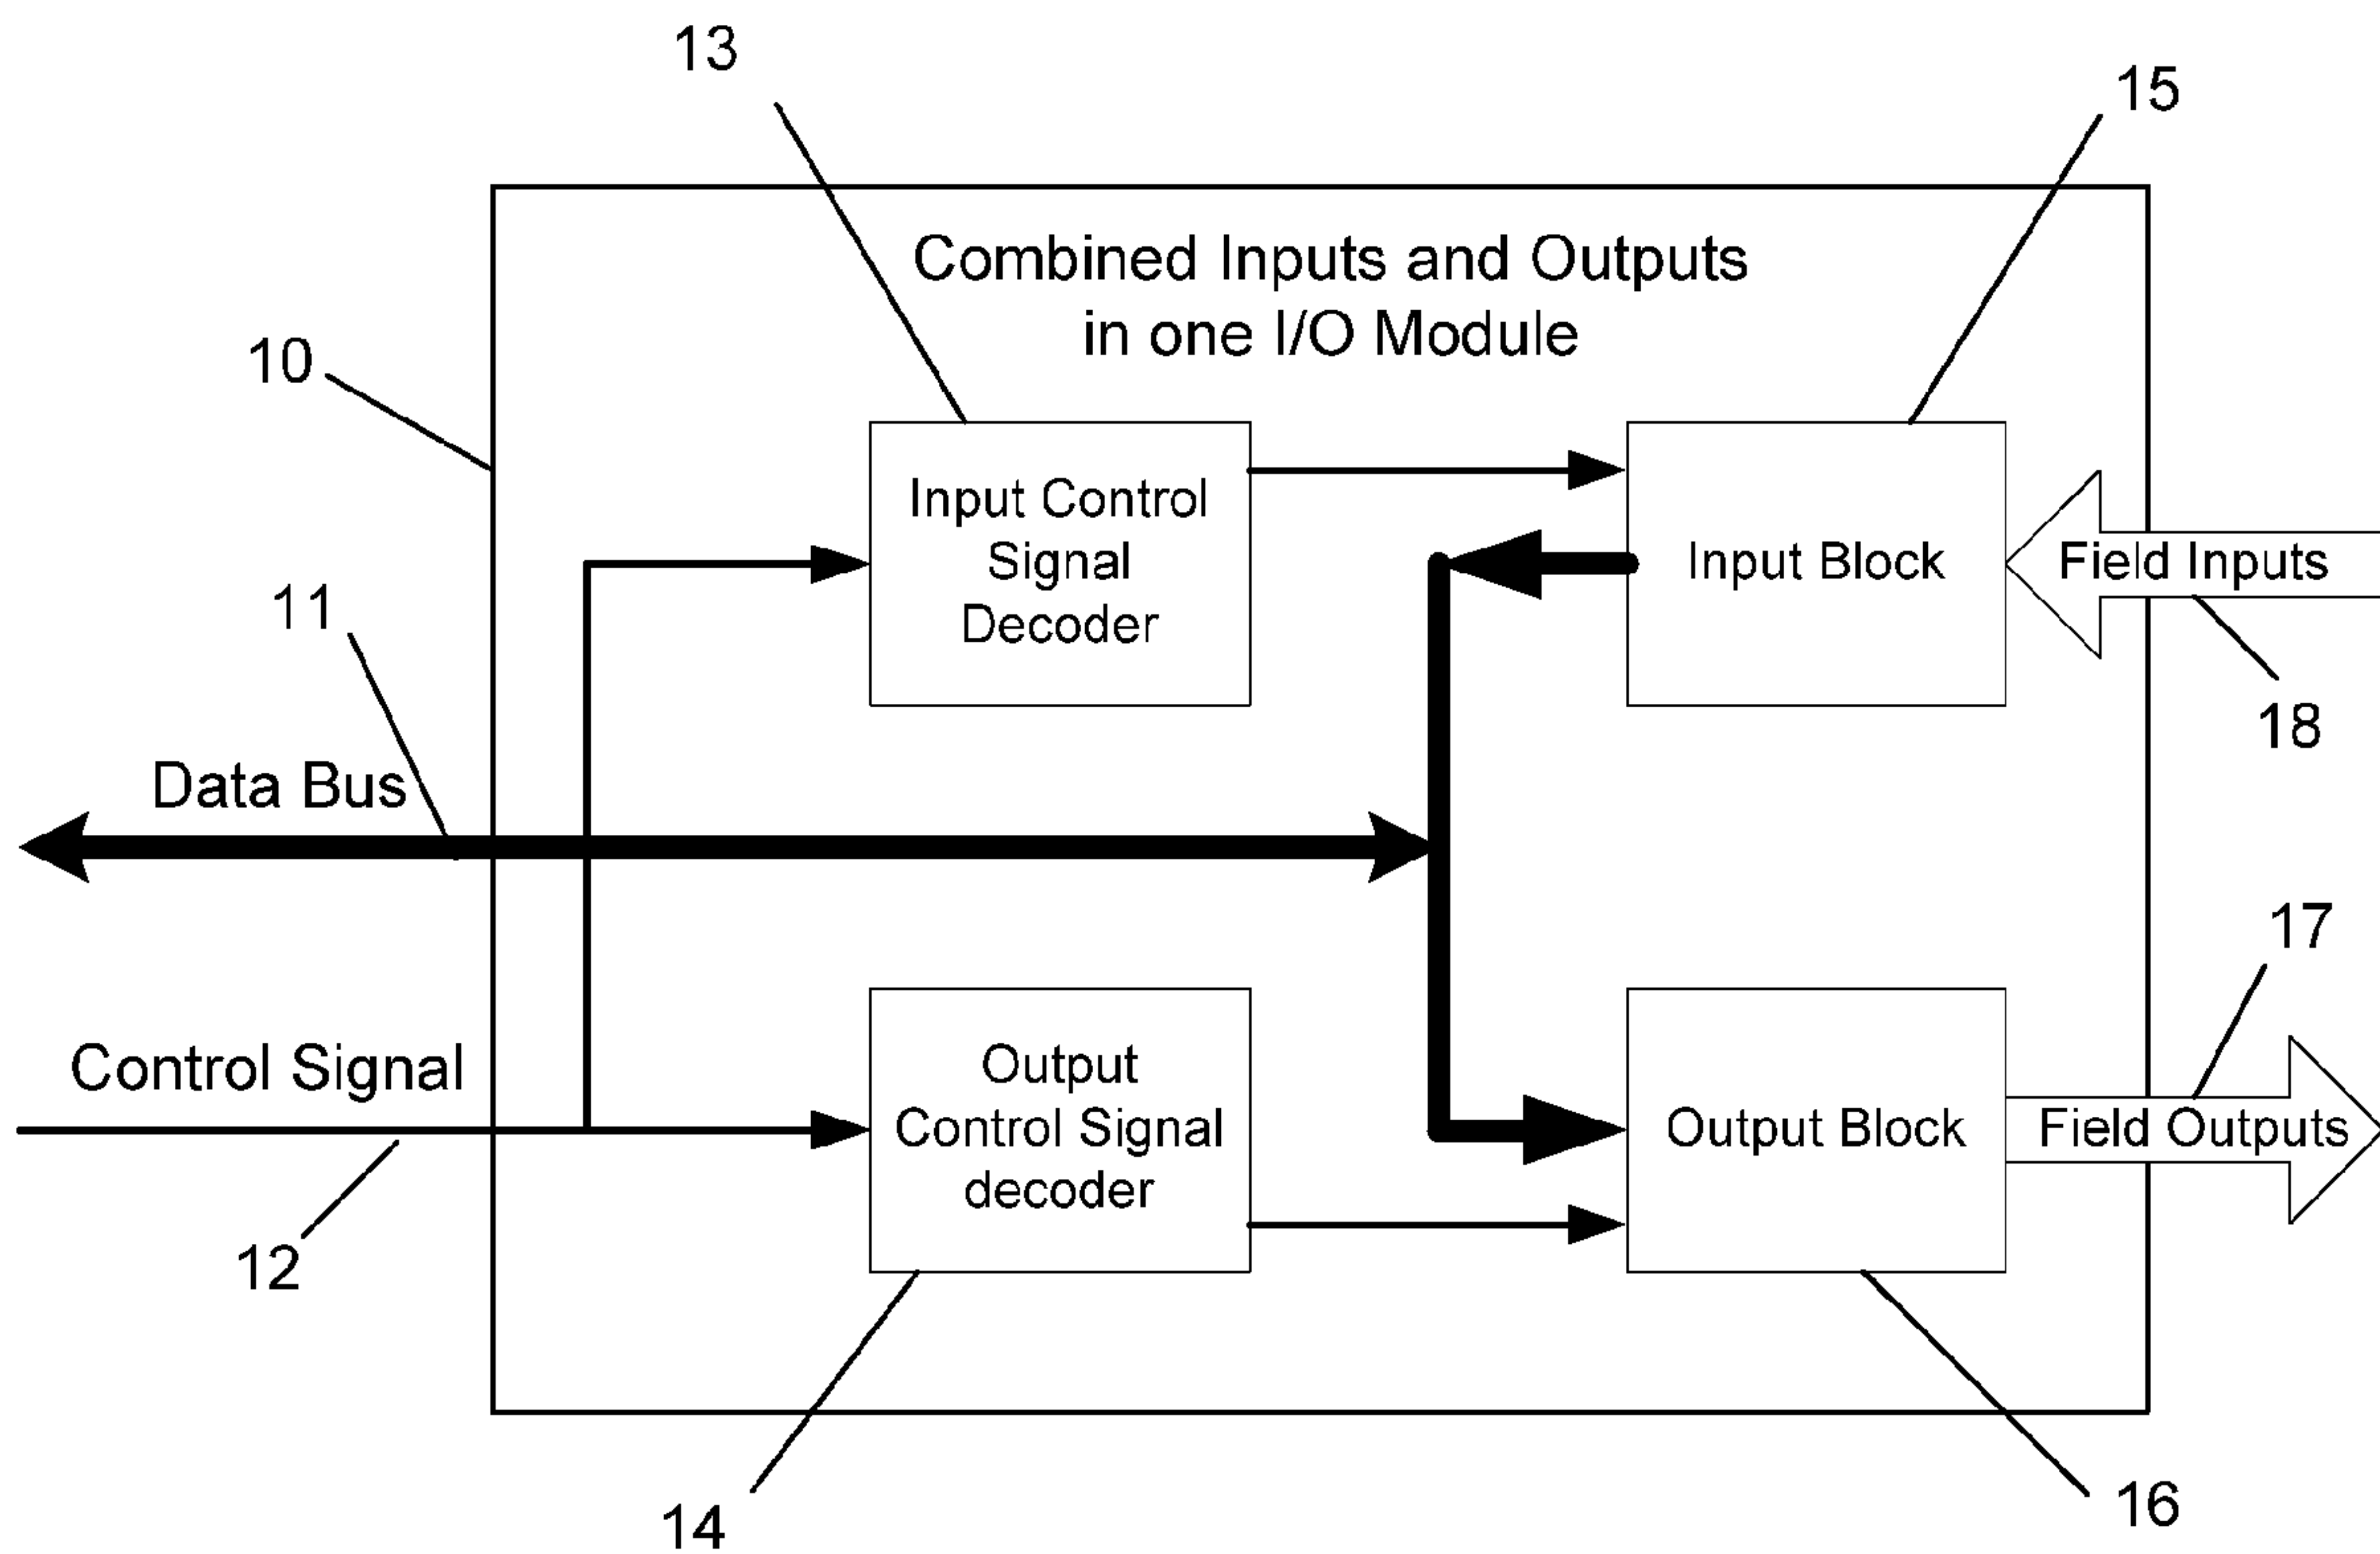 13
15
Combined Inputs and Outputs
in one I/O Module
10
Input Control
Signal
Decoder
Input Block
Field Inputs
11
18
Data Bus
17
Control Signal
Output
Control Signal
decoder
Output Block
Field Outputs
12
14
16